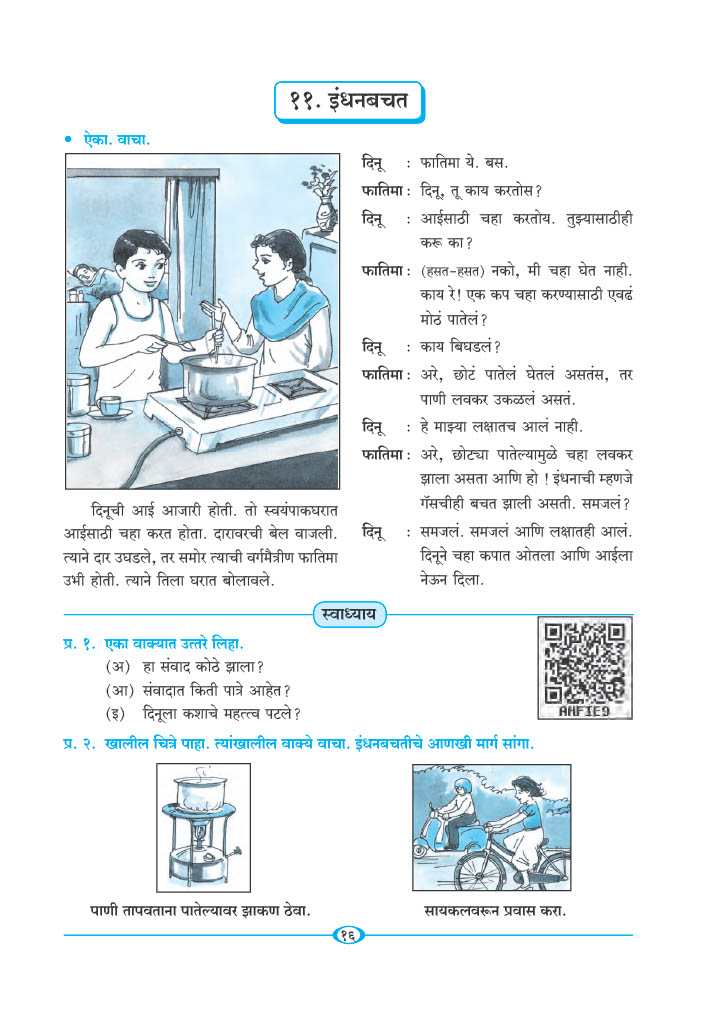 ११. इंधनबचत
• ऐका. वाचा.
दिनूची आई आजारी होती. तो स्वयंपाकघरात
आईसाठी चहा करत होता. दारावरची बेल वाजली.
त्याने दार उघडले, तर समोर त्याची वर्गमैत्रीण फातिमा
उभी होती. त्याने तिला घरात बोलावले.
दिनू : फातिमा ये. बस.
फातिमा : दिनू, तू काय करतोस?
दिनू : आईसाठी चहा करतोय. तुझ्यासाठीही
करू का?
फातिमा : (हसत-हसत) नको, मी चहा घेत नाही.
काय रे! एक कप चहा करण्यासाठी एवढं
मोठं पातेलं?
दिनू : काय बिघडलं?
फातिमा : अरे, छोटं पातेलं घेतलं असतंस, तर
पाणी लवकर उकळलं असतं.
दिनू : हे माझ्या लक्षातच आलं नाही.
फातिमा : अरे, छोट्या पातेल्यामुळे चहा लवकर
झाला असता आणि हो ! इंधनाची म्हणजे
गॅसचीही बचत झाली असती. समजलं?
दिनू : समजलं. समजलं आणि लक्षातही आलं.
दिनूने चहा कपात ओतला आणि आईला
नेऊन दिला.
स्वाध्याय
प्र. १. एका वाक्यात उत्तरे लिहा.
(अ) हा संवाद कोठे झाला?
(आ) संवादात किती पात्रे आहेत?
(इ) दिनूला कशाचे महत्त्व पटले?
AMFIE9
प्र. २. खालील चित्रे पाहा. त्यांखालील वाक्ये वाचा. इंधनबचतीचे आणखी मार्ग सांगा.
पाणी तापवताना पातेल्यावर झाकण ठेवा.
सायकलवरून प्रवास करा.
१६